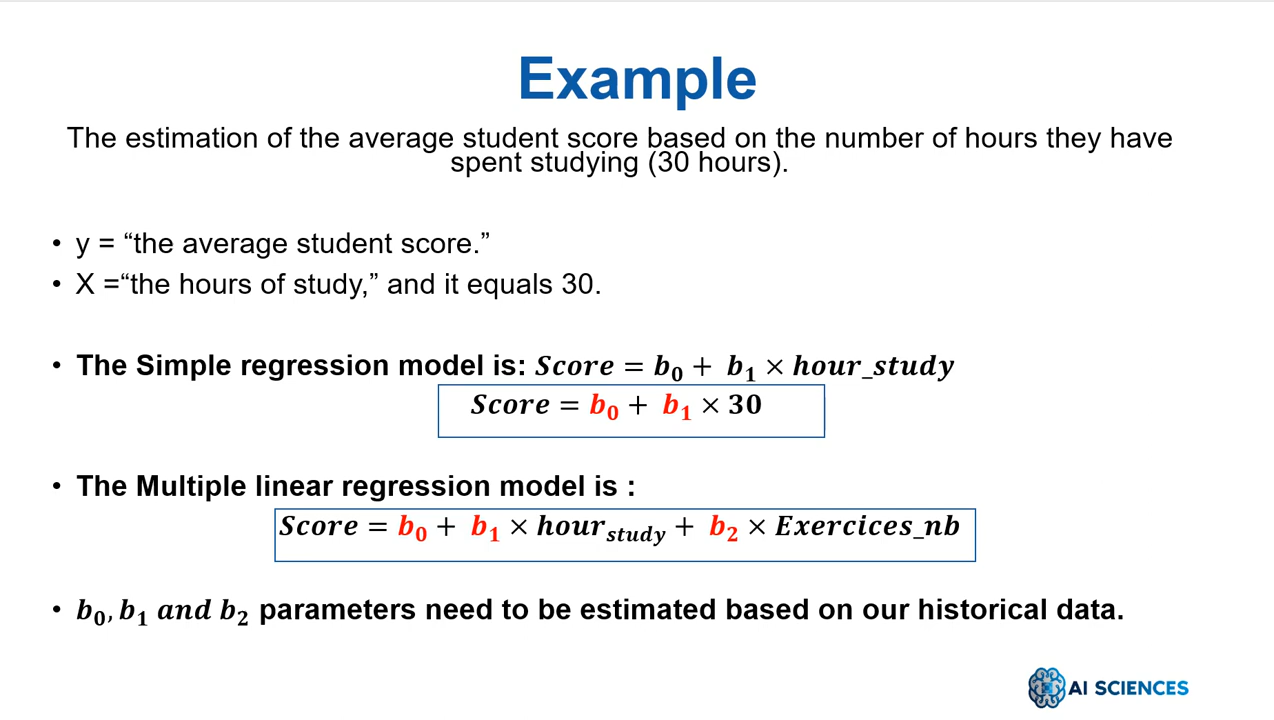 Example
The estimation of the average student score based on the number of hours they have
spent studying (30 hours).
• y = “the average student score.”
• X =“the hours of study,” and it equals 30.
• The Simple regression model is: Score = b₀ + b₁ × hour_study
Score = b₀ + b₁ × 30
• The Multiple linear regression model is :
Score = b₀ + b₁ × hour_study + b₂ × Exercices_nb
• b₀, b₁ and b₂ parameters need to be estimated based on our historical data.
AI SCIENCES